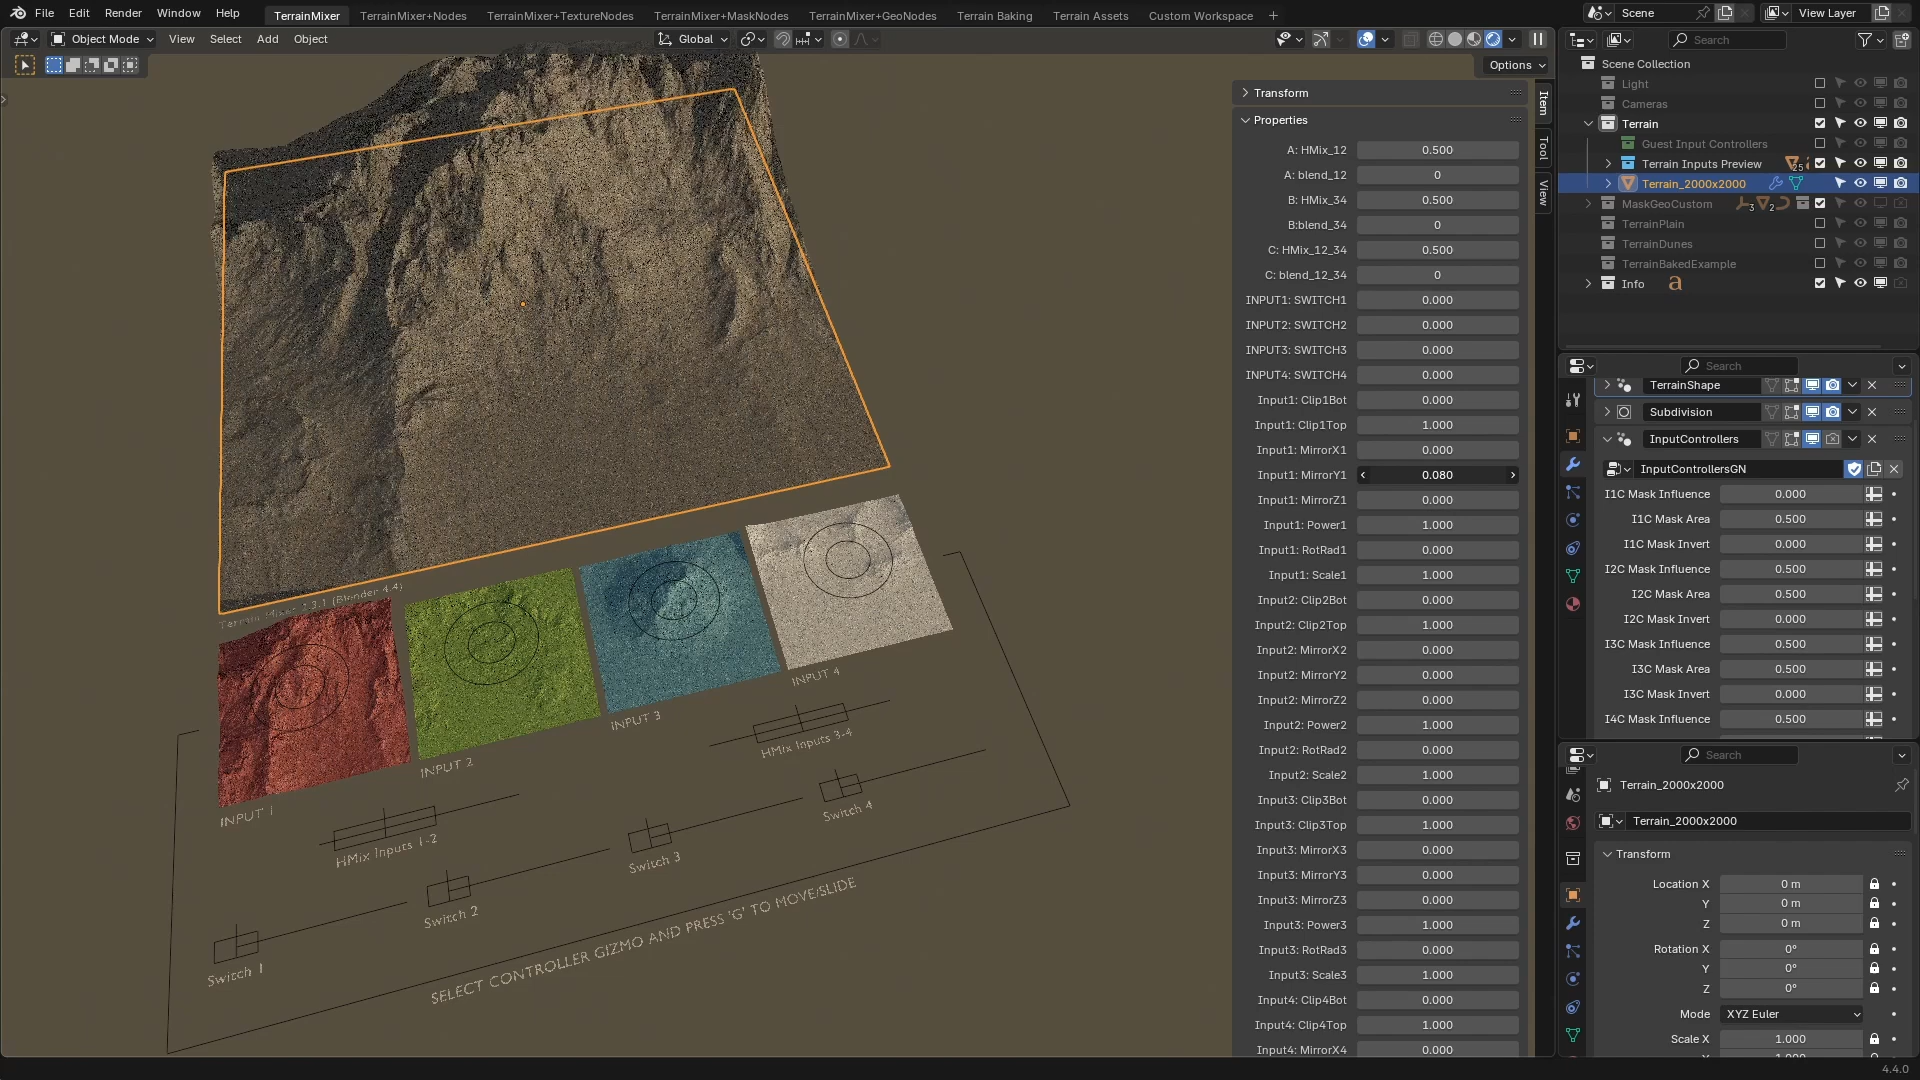 File Edit Render Window Help TerrainMixer TerrainMixer+Nodes TerrainMixer+TextureNodes TerrainMixer+MaskNodes TerrainMixer+GeoNodes Terrain Baking Terrain Assets Custom Workspace + Scene View Layer
Object Mode View Select Add Object Global
Options
Terrain Mixer
(Blender 4.4)
INPUT 1
INPUT 2
INPUT 3
INPUT 4
HMix Inputs 1-2
HMix Inputs 3-4
Switch 1
Switch 2
Switch 3
Switch 4
SELECT CONTROLLER GIZMO AND PRESS 'G' TO MOVE/SLIDE
Transform
Properties
A: HMix_12 0.500
A: blend_12 0
B: HMix_34 0.500
B:blend_34 0
C: HMix_12_34 0.500
C: blend_12_34 0
INPUT1: SWITCH1 0.000
INPUT2: SWITCH2 0.000
INPUT3: SWITCH3 0.000
INPUT4: SWITCH4 0.000
Input1: Clip1Bot 0.000
Input1: Clip1Top 1.000
Input1: MirrorX1 0.000
Input1: MirrorY1 0.080
Input1: MirrorZ1 0.000
Input1: Power1 1.000
Input1: RotRad1 0.000
Input1: Scale1 1.000
Input2: Clip2Bot 0.000
Input2: Clip2Top 1.000
Input2: MirrorX2 0.000
Input2: MirrorY2 0.000
Input2: MirrorZ2 0.000
Input2: Power2 1.000
Input2: RotRad2 0.000
Input2: Scale2 1.000
Input3: Clip3Bot 0.000
Input3: Clip3Top 1.000
Input3: MirrorX3 0.000
Input3: MirrorY3 0.000
Input3: MirrorZ3 0.000
Input3: Power3 1.000
Input3: RotRad3 0.000
Input3: Scale3 1.000
Input4: Clip4Bot 0.000
Input4: Clip4Top 1.000
Input4: MirrorX4 0.000
Item
Tool
View
Search
Scene Collection
Light
Cameras
Terrain
Guest Input Controllers
Terrain Inputs Preview 25
Terrain_2000x2000
MaskGeoCustom 3 2
TerrainPlain
TerrainDunes
TerrainBakedExample
Info a
Search
TerrainShape
Subdivision
InputControllers
InputControllersGN
I1C Mask Influence 0.000
I1C Mask Area 0.500
I1C Mask Invert 0.000
I2C Mask Influence 0.500
I2C Mask Area 0.500
I2C Mask Invert 0.000
I3C Mask Influence 0.500
I3C Mask Area 0.500
I3C Mask Invert 0.000
I4C Mask Influence 0.500
Search
Terrain_2000x2000
Terrain_2000x2000
Transform
Location X 0 m
Y 0 m
Z 0 m
Rotation X 0°
Y 0°
Z 0°
Mode XYZ Euler
Scale X 1.000
4.4.0